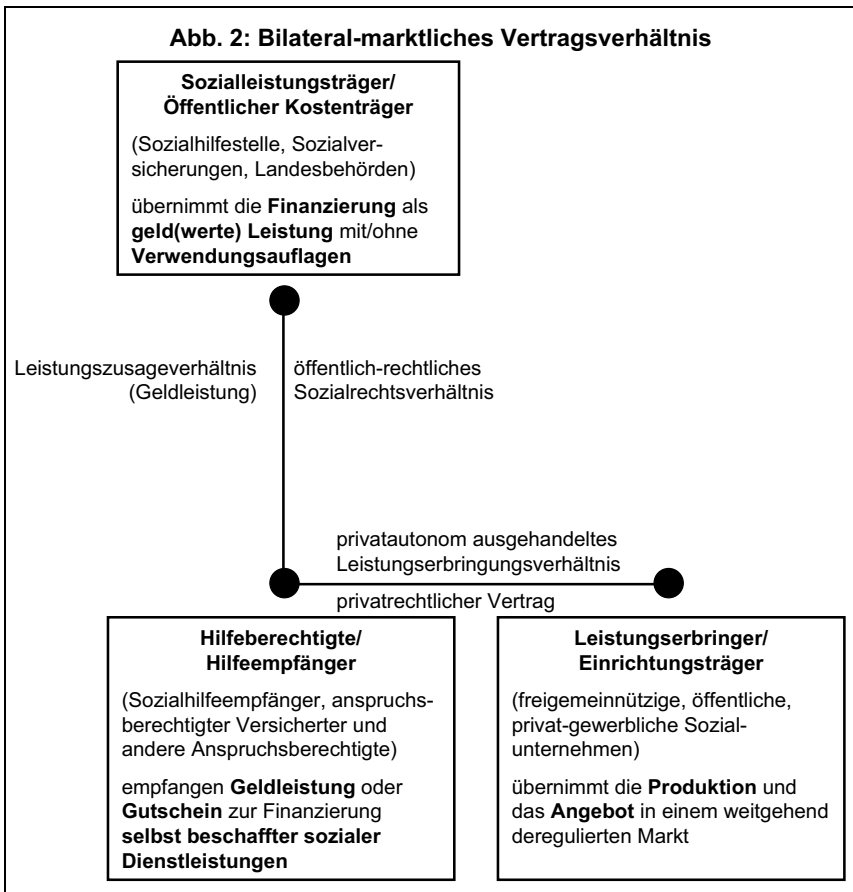 Abb. 2: Bilateral-marktliches Vertragsverhältnis
Sozialleistungsträger/
Öffentlicher Kostenträger
(Sozialhilfestelle, Sozialver-
sicherungen, Landesbehörden)
übernimmt die Finanzierung als
geld(werte) Leistung mit/ohne
Verwendungsauflagen
Leistungszusageverhältnis
(Geldleistung)
öffentlich-rechtliches
Sozialrechtsverhältnis
privatautonom ausgehandeltes
Leistungserbringungsverhältnis
privatrechtlicher Vertrag
Hilfeberechtigte/
Hilfeempfänger
(Sozialhilfeempfänger, anspruchs-
berechtigter Versicherter und
andere Anspruchsberechtigte)
empfangen Geldleistung oder
Gutschein zur Finanzierung
selbst beschaffter sozialer
Dienstleistungen
Leistungserbringer/
Einrichtungsträger
(freigemeinnützige, öffentliche,
privat-gewerbliche Sozial-
unternehmen)
übernimmt die Produktion und
das Angebot in einem weitgehend
deregulierten Markt